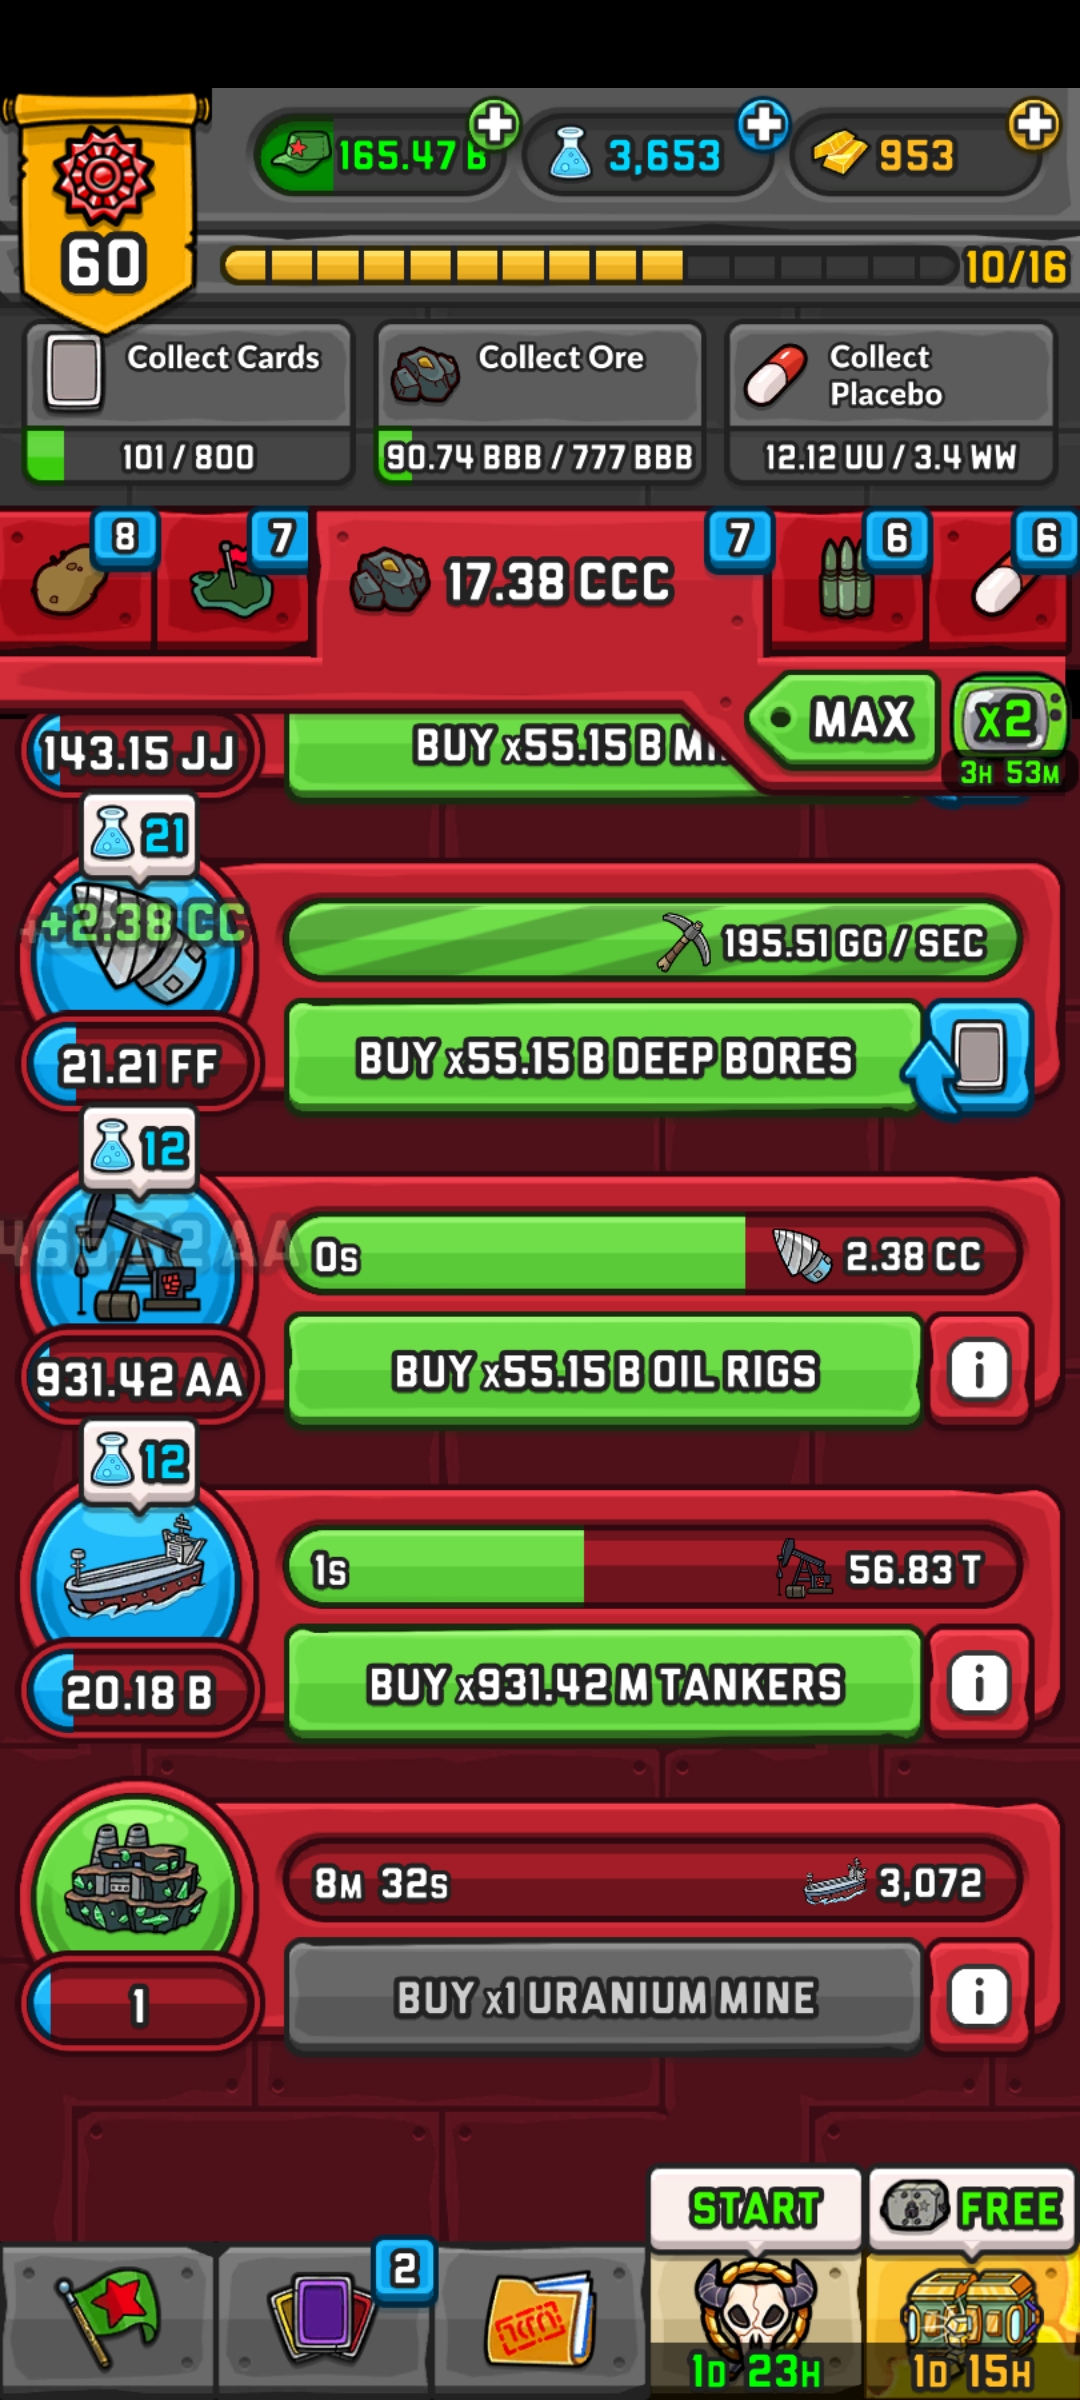 60
165.47 B
3,653
953
10/16
Collect Cards
101 / 800
Collect Ore
90.74 BBB / 777 BBB
Collect
Placebo
12.12 UU / 3.4 WW
8
7
17.38 CCC
7
6
6
MAX
x2
3H 53M
143.15 JJ
BUY x55.15 B
21
+2.38 CC
195.51 GG / SEC
21.21 FF
BUY x55.15 B DEEP BORES
12
0s
2.38 CC
931.42 AA
BUY x55.15 B OIL RIGS
12
1s
56.83 T
20.18 B
BUY x931.42 M TANKERS
8M 32s
3,072
1
BUY x1 URANIUM MINE
START
FREE
2
1D 23H
1D 15H